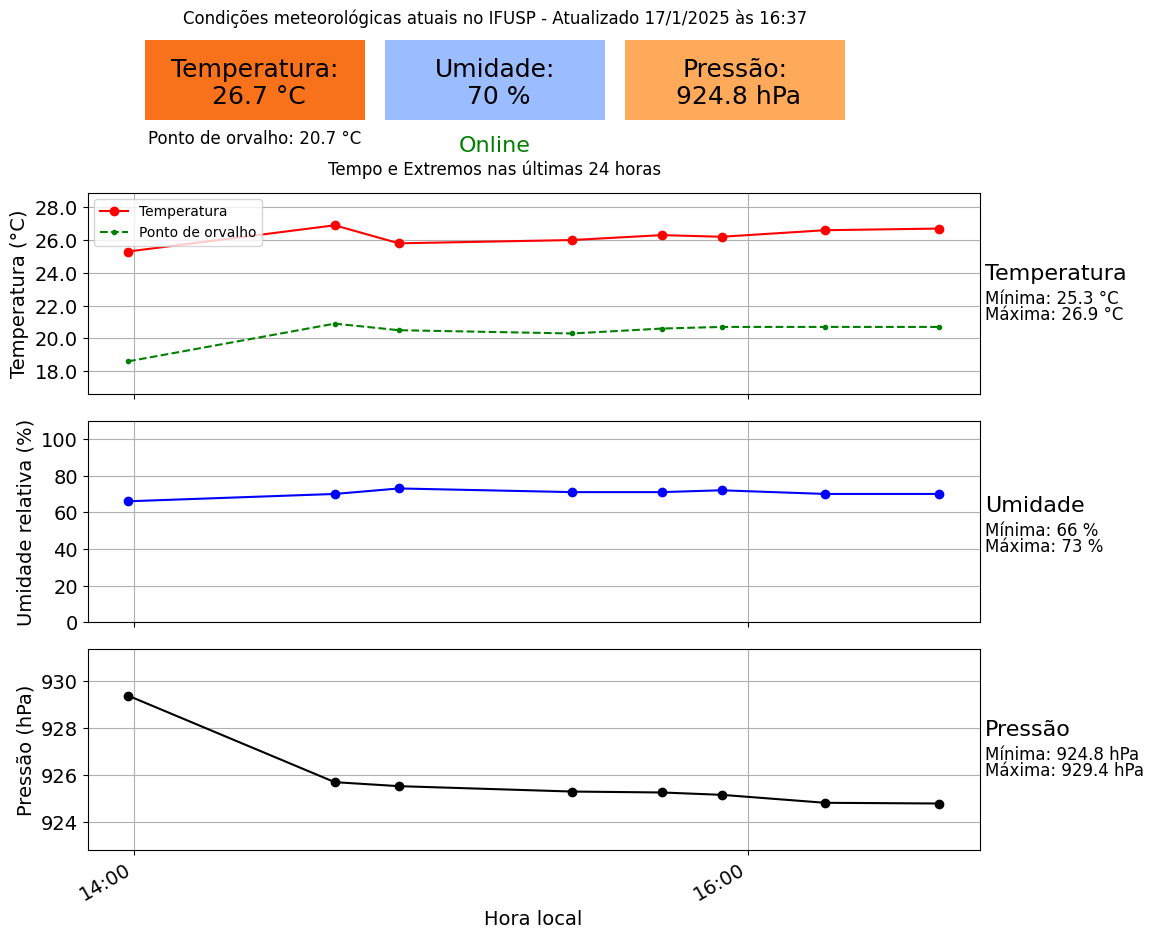 Condições meteorológicas atuais no IFUSP - Atualizado 17/1/2025 às 16:37
Temperatura:
26.7 °C
Umidade:
70 %
Pressão:
924.8 hPa
Ponto de orvalho: 20.7 °C
Online
Tempo e Extremos nas últimas 24 horas
Temperatura (°C)
28.0
26.0
24.0
22.0
20.0
18.0
Temperatura
Ponto de orvalho
Temperatura
Mínima: 25.3 °C
Máxima: 26.9 °C
Umidade relativa (%)
100
80
60
40
20
0
Umidade
Mínima: 66 %
Máxima: 73 %
Pressão (hPa)
930
928
926
924
Pressão
Mínima: 924.8 hPa
Máxima: 929.4 hPa
14:00
16:00
Hora local